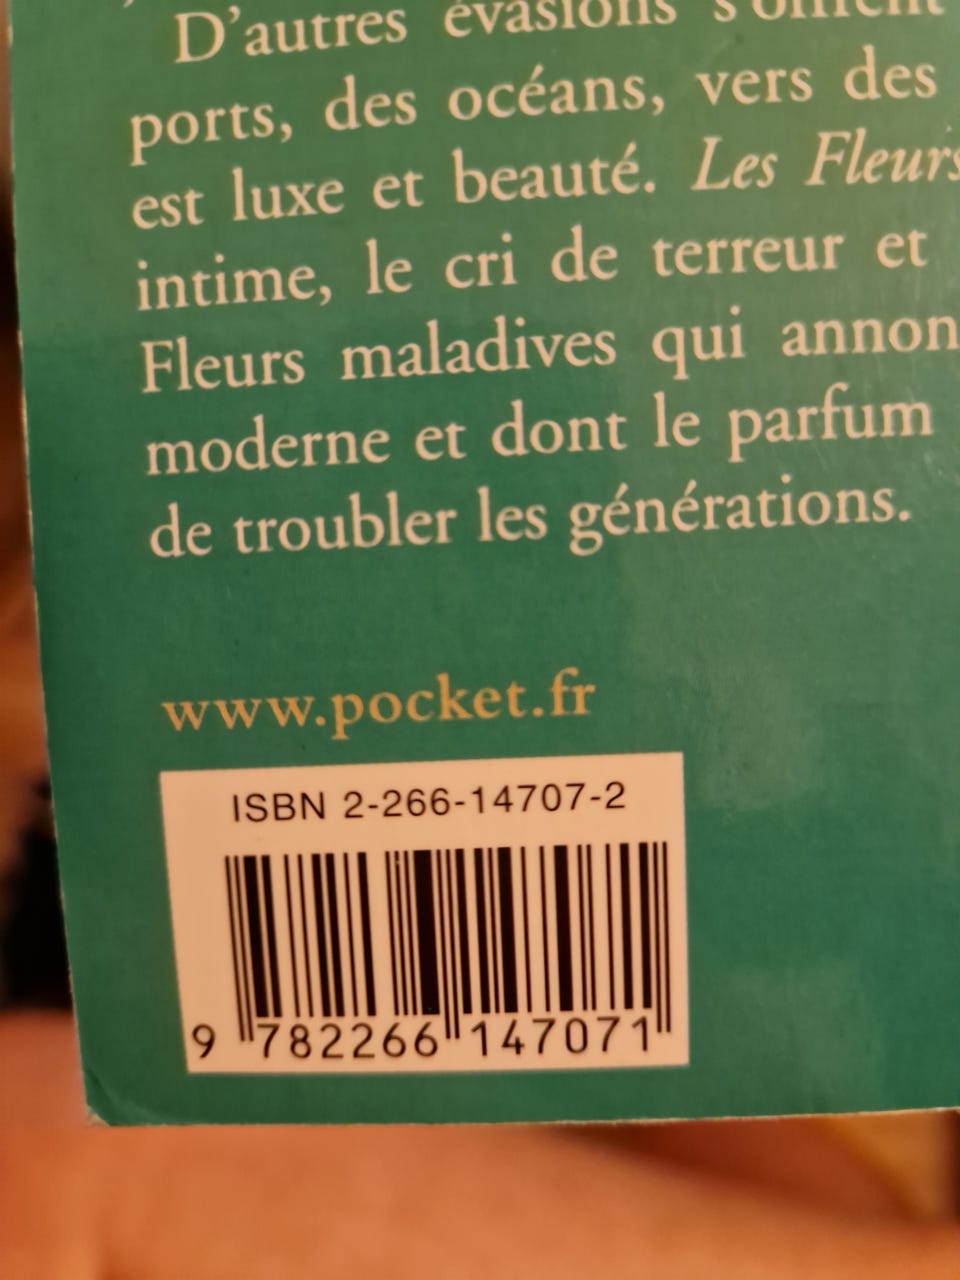 D'autres évasions s'offrent
ports, des océans, vers des
est luxe et beauté. Les Fleurs
intime, le cri de terreur et
Fleurs maladives qui annon
moderne et dont le parfum
de troubler les générations.
www.pocket.fr
ISBN 2-266-14707-2
9 782266 147071